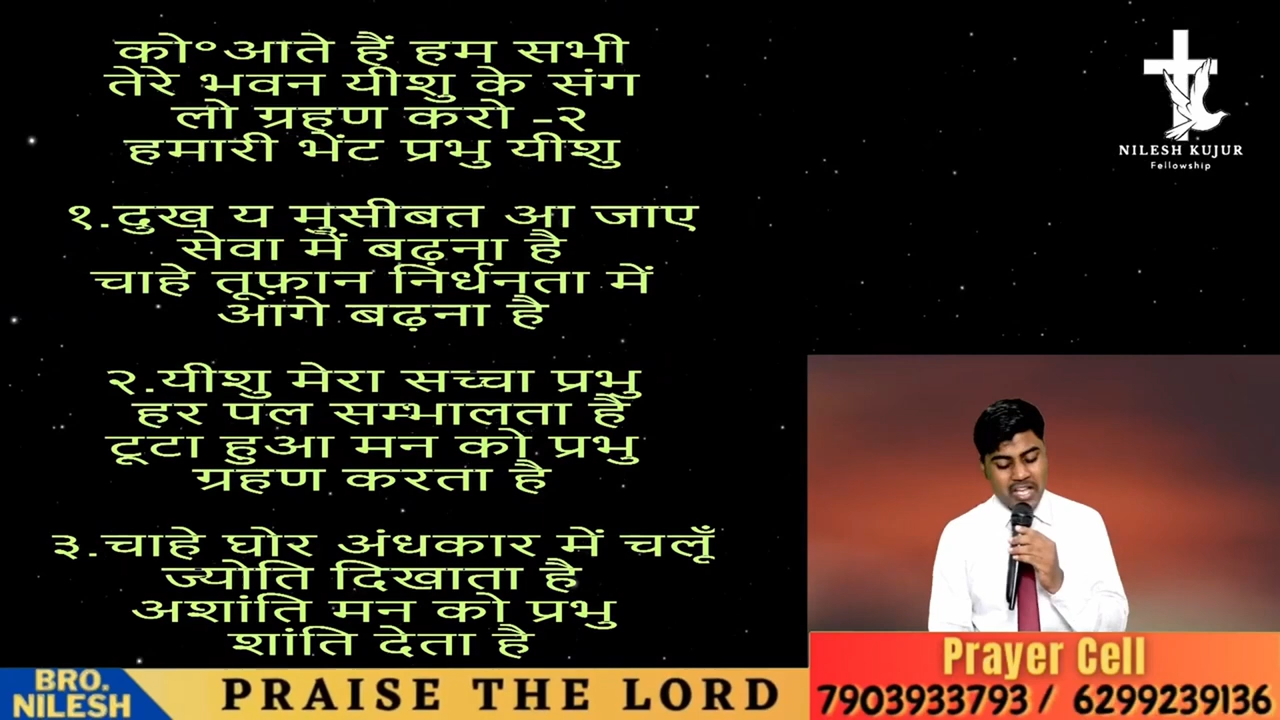 को°आते हैं हम सभी
तेरे भवन यीशु के संग
लो ग्रहण करो -२
हमारी भेंट प्रभु यीशु
१.दुख य मुसीबत आ जाए
सेवा में बढ़ना है
चाहे तूफ़ान निर्धनता में
आगे बढ़ना है
२.यीशु मेरा सच्चा प्रभु
हर पल सम्भालता है
टूटा हुआ मन को प्रभु
ग्रहण करता है
३.चाहे घोर अंधकार में चलूँ
ज्योति दिखाता है
अशांति मन को प्रभु
शांति देता है
NILESH KUJUR
Fellowship
Prayer Cell
7903933793 / 6299239136
BRO.
NILESH
PRAISE THE LORD